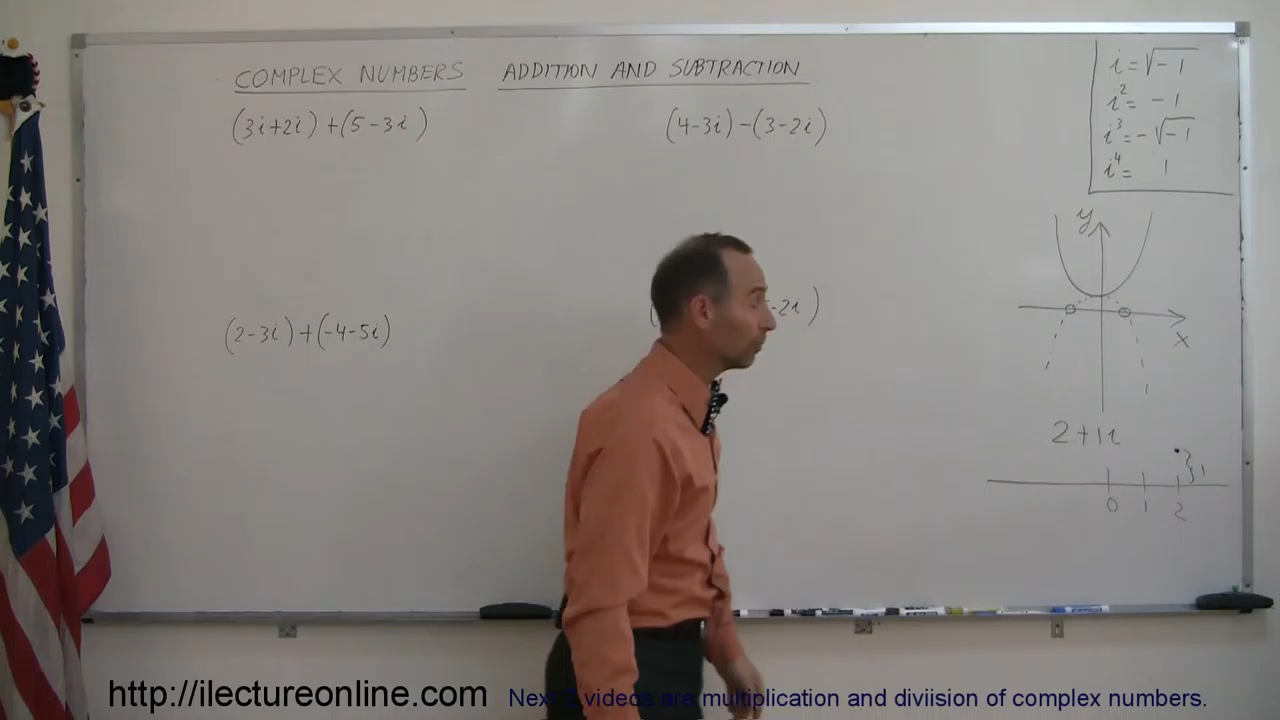 COMPLEX NUMBERS ADDITION AND SUBTRACTION
(3i+2i)+(5-3i)
(4-3i)-(3-2i)
(2-3i)+(-4-5i)
-2i)
i=√-1
i²=-1
i³=-√-1
i⁴=1
y
x
2+1i
1
0 1 2
http://ilectureonline.com
videos are multiplication and diviision of complex numbers.